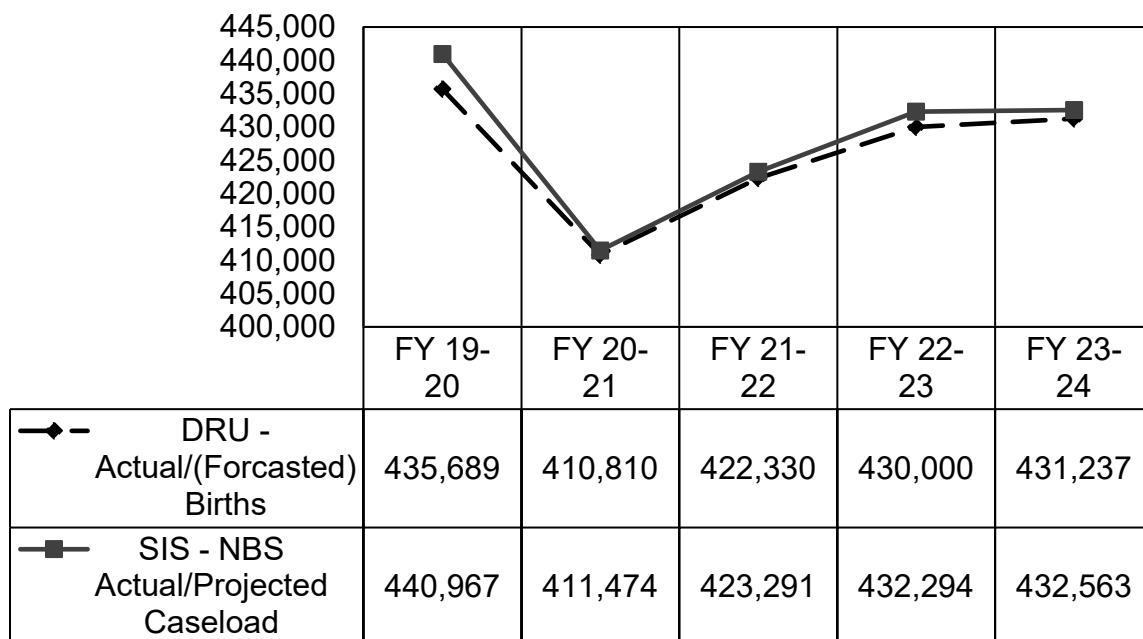 445,000
440,000
435,000
430,000
425,000
420,000
415,000
410,000
405,000
400,000
FY 19-
20
FY 20-
21
FY 21-
22
FY 22-
23
FY 23-
24
DRU -
Actual/(Forcasted)
Births
435,689
410,810
422,330
430,000
431,237
SIS - NBS
Actual/Projected
Caseload
440,967
411,474
423,291
432,294
432,563